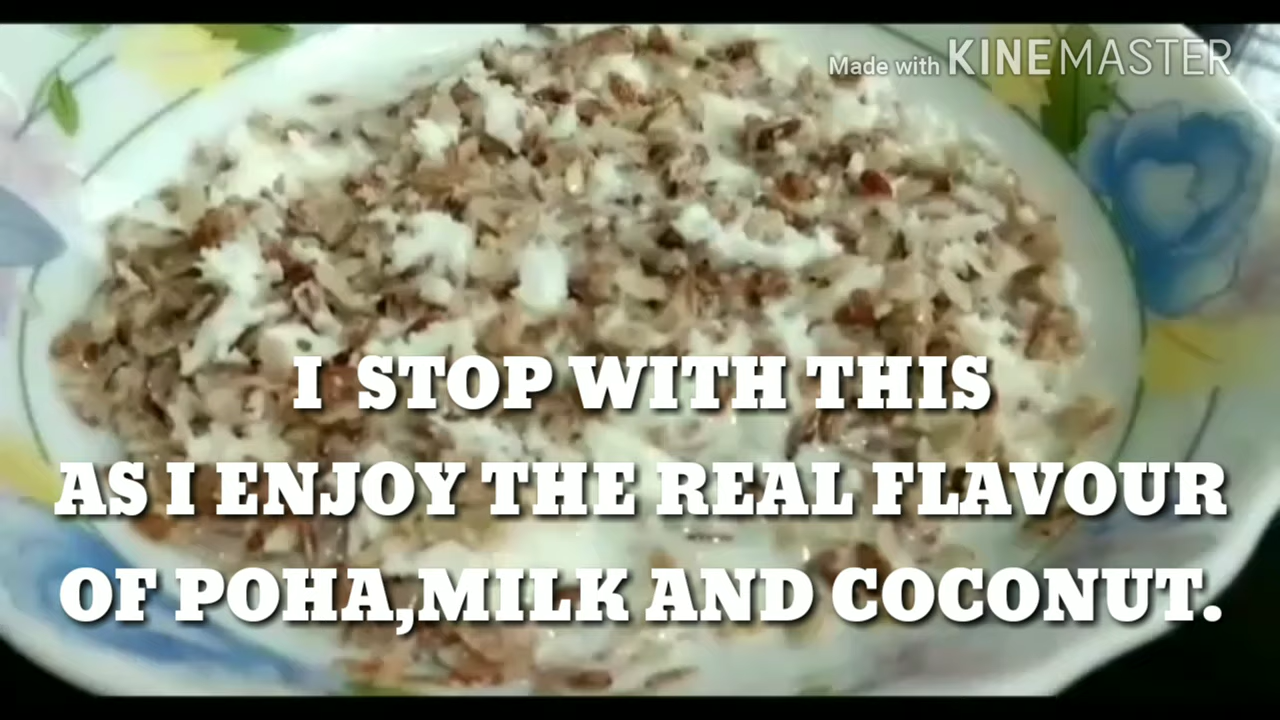 Made with KINEMASTER
I STOP WITH THIS
AS I ENJOY THE REAL FLAVOUR
OF POHA,MILK AND COCONUT.